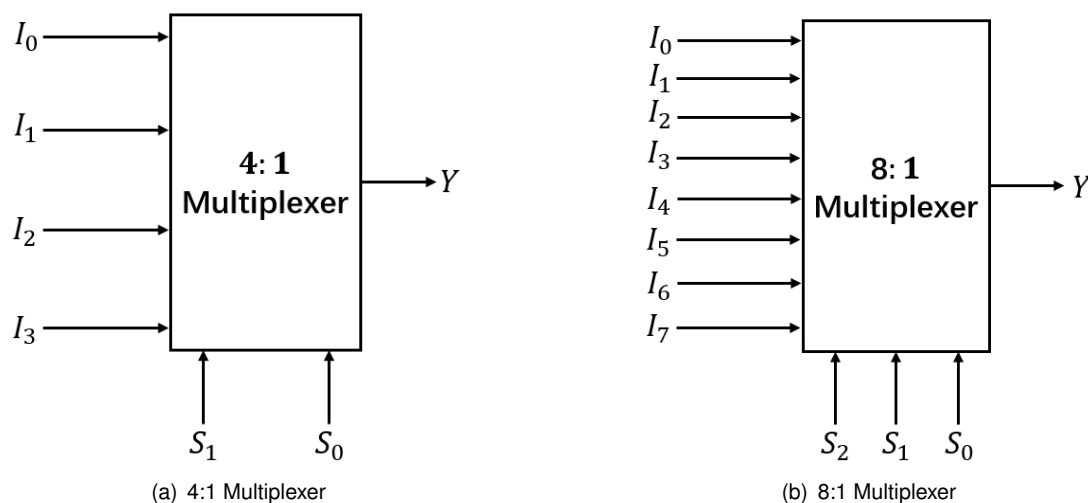 I₀
I₁
I₂
I₃
4: 1
Multiplexer
Y
S₁ S₀
(a) 4:1 Multiplexer
I₀
I₁
I₂
I₃
I₄
I₅
I₆
I₇
8: 1
Multiplexer
Y
S₂ S₁ S₀
(b) 8:1 Multiplexer